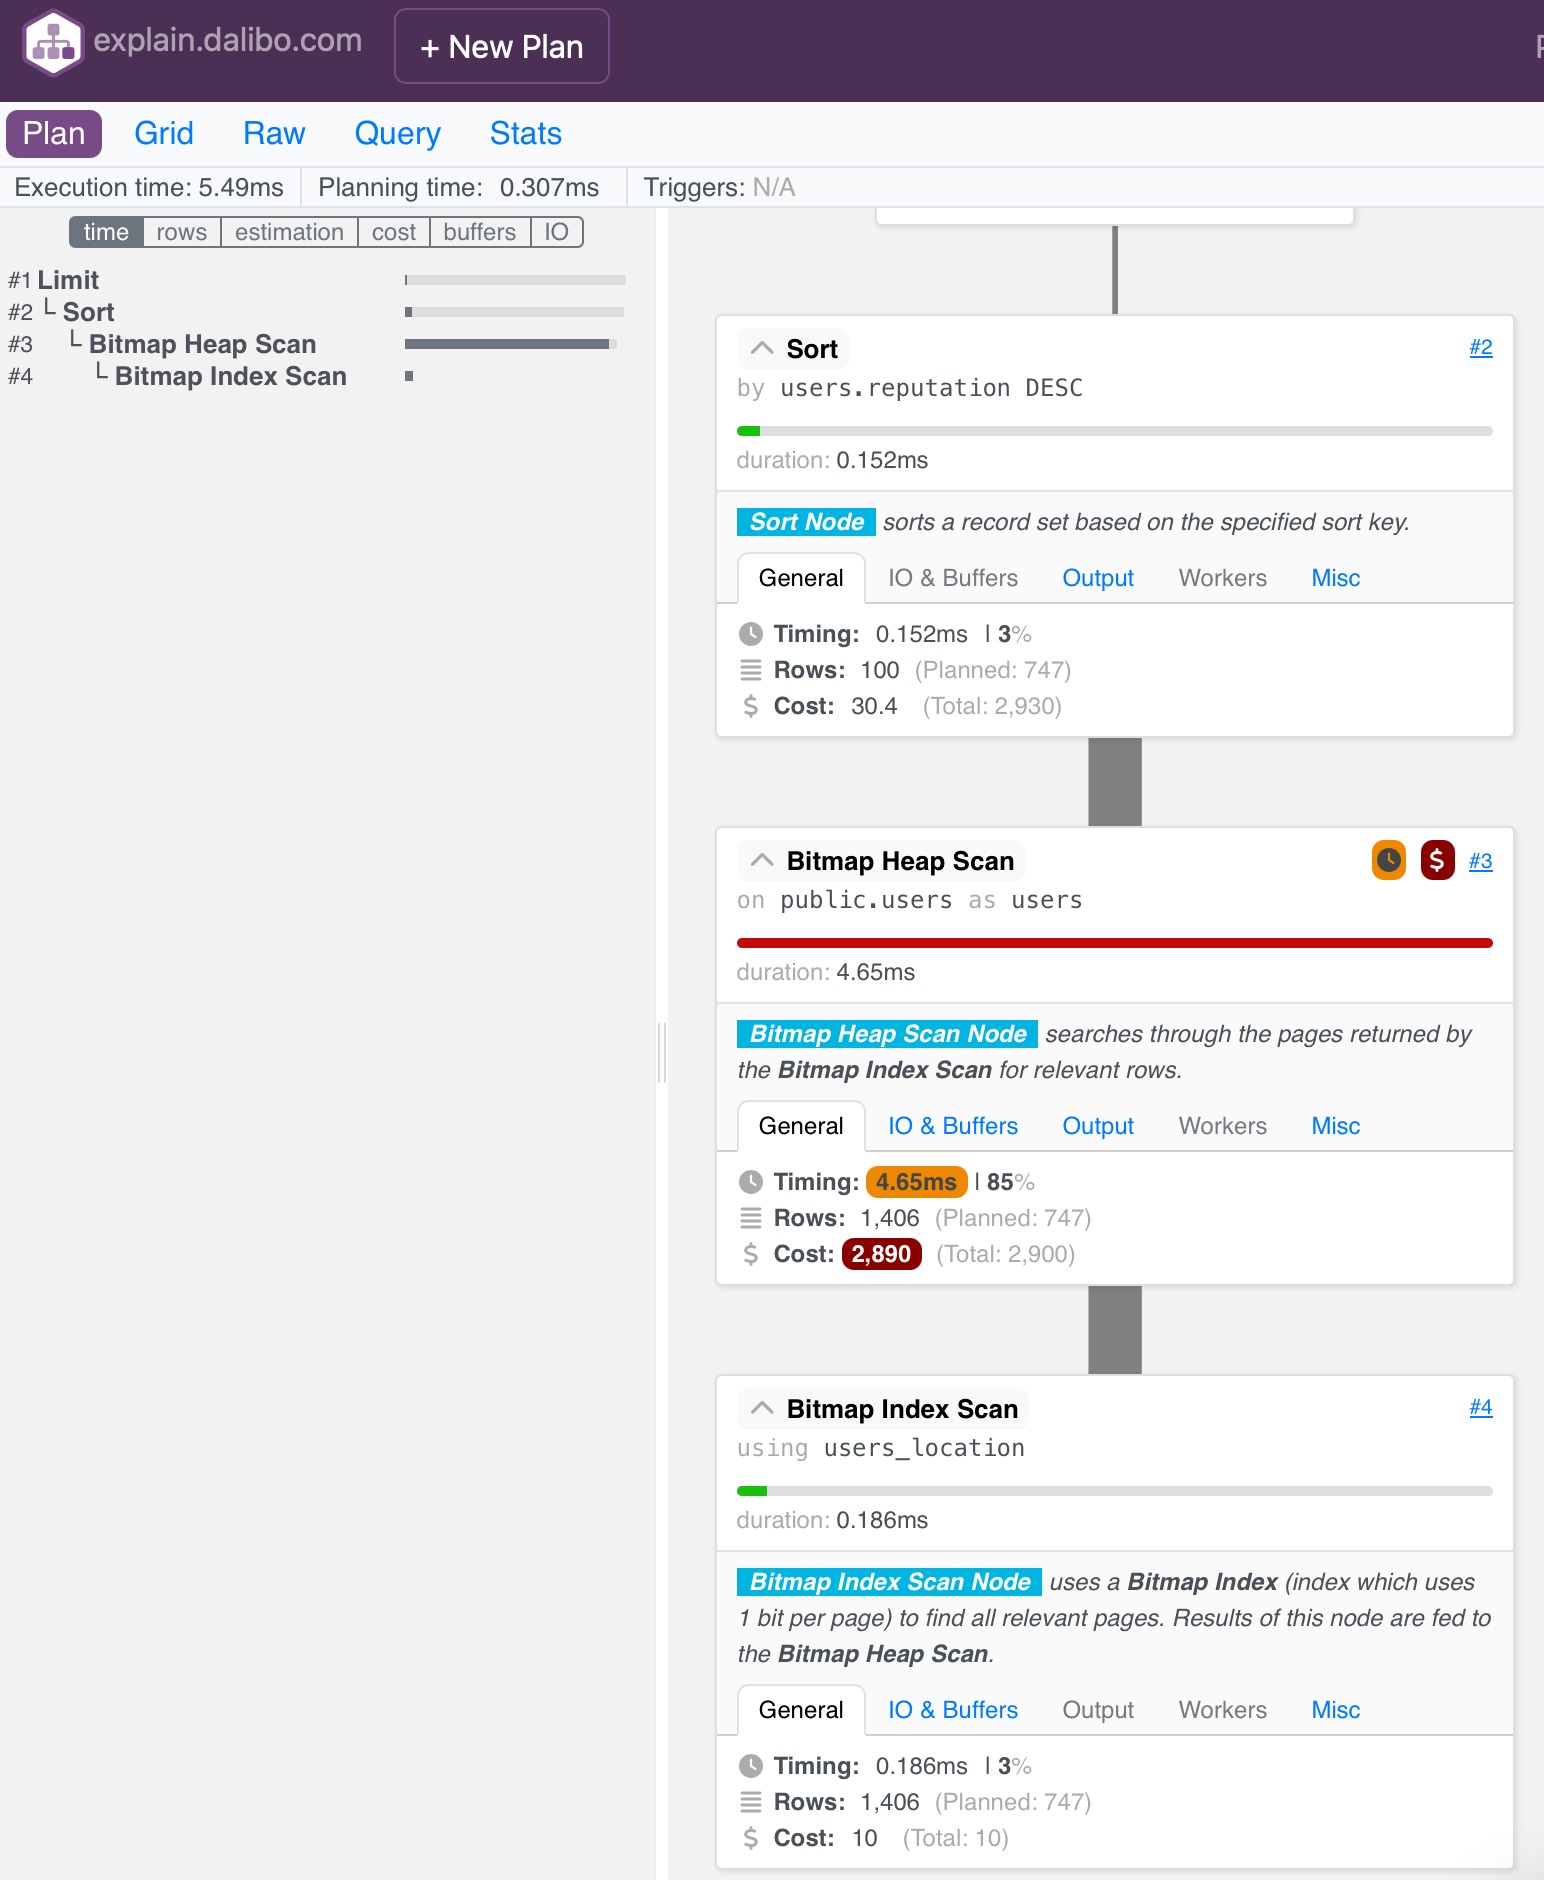 explain.dalibo.com
+ New Plan
Plan Grid Raw Query Stats
Execution time: 5.49ms Planning time: 0.307ms Triggers: N/A
time rows estimation cost buffers IO
#1 Limit
#2 └ Sort
#3 └ Bitmap Heap Scan
#4 └ Bitmap Index Scan
Sort #2
by users.reputation DESC
duration: 0.152ms
Sort Node sorts a record set based on the specified sort key.
General IO & Buffers Output Workers Misc
Timing: 0.152ms | 3%
Rows: 100 (Planned: 747)
$ Cost: 30.4 (Total: 2,930)
Bitmap Heap Scan $ #3
on public.users as users
duration: 4.65ms
Bitmap Heap Scan Node searches through the pages returned by
the Bitmap Index Scan for relevant rows.
General IO & Buffers Output Workers Misc
Timing: 4.65ms | 85%
Rows: 1,406 (Planned: 747)
$ Cost: 2,890 (Total: 2,900)
Bitmap Index Scan #4
using users_location
duration: 0.186ms
Bitmap Index Scan Node uses a Bitmap Index (index which uses
1 bit per page) to find all relevant pages. Results of this node are fed to
the Bitmap Heap Scan.
General IO & Buffers Output Workers Misc
Timing: 0.186ms | 3%
Rows: 1,406 (Planned: 747)
$ Cost: 10 (Total: 10)